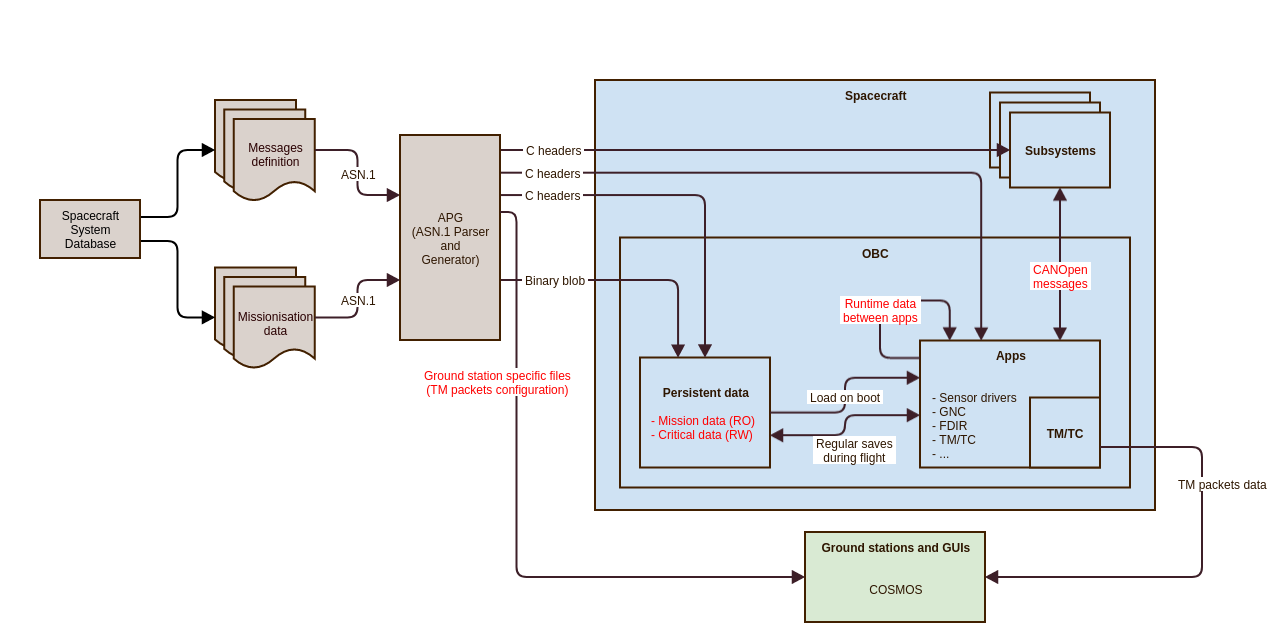 Spacecraft
Messages
definition
C headers
Subsystems
ASN.1
C headers
C headers
Spacecraft
System
Database
APG
(ASN.1 Parser
and
Generator)
OBC
CANOpen
messages
Missionisation
data
ASN.1
Binary blob
Runtime data
between apps
Ground station specific files
(TM packets configuration)
Persistent data
- Mission data (RO)
- Critical data (RW)
Load on boot
Regular saves
during flight
Apps
- Sensor drivers
- GNC
- FDIR
- TM/TC
- ...
TM/TC
TM packets data
Ground stations and GUIs
COSMOS